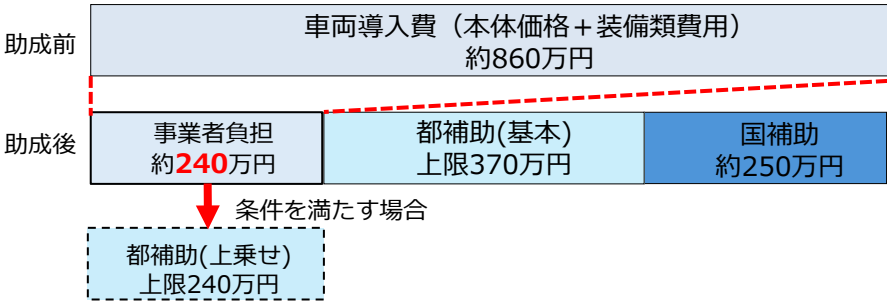 助成前
車両導入費（本体価格＋装備類費用）
約860万円
助成後
事業者負担
約240万円
都補助(基本)
上限370万円
国補助
約250万円
条件を満たす場合
都補助(上乗せ)
上限240万円